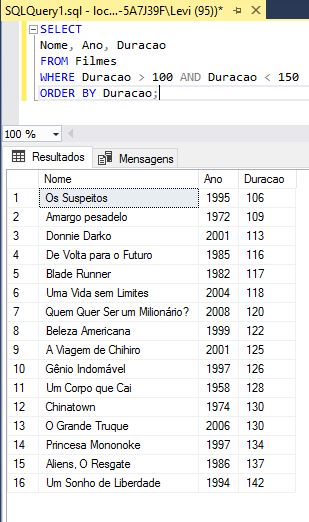 SQLQuery1.sql - loc...-5A7J39F\Levi (95))*
SELECT
Nome, Ano, Duracao
FROM Filmes
WHERE Duracao > 100 AND Duracao < 150
ORDER BY Duracao;
100 %
Resultados Mensagens
Nome Ano Duracao
1 Os Suspeitos 1995 106
2 Amargo pesadelo 1972 109
3 Donnie Darko 2001 113
4 De Volta para o Futuro 1985 116
5 Blade Runner 1982 117
6 Uma Vida sem Limites 2004 118
7 Quem Quer Ser um Milionário? 2008 120
8 Beleza Americana 1999 122
9 A Viagem de Chihiro 2001 125
10 Gênio Indomável 1997 126
11 Um Corpo que Cai 1958 128
12 Chinatown 1974 130
13 O Grande Truque 2006 130
14 Princesa Mononoke 1997 134
15 Aliens, O Resgate 1986 137
16 Um Sonho de Liberdade 1994 142